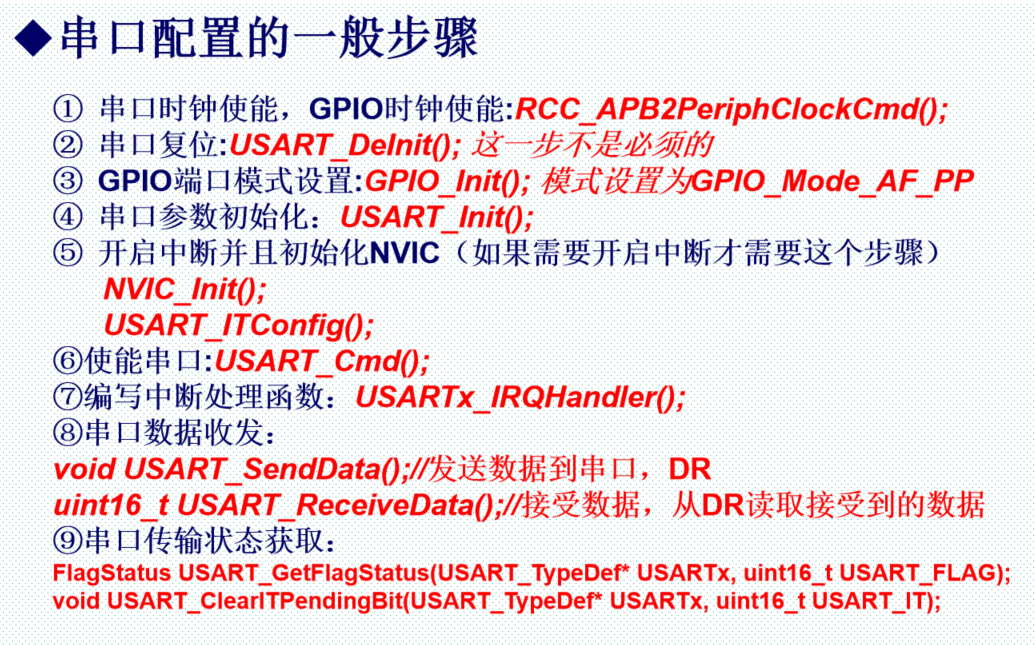 ◆串口配置的一般步骤
① 串口时钟使能，GPIO时钟使能:RCC_APB2PeriphClockCmd();
② 串口复位:USART_DeInit(); 这一步不是必须的
③ GPIO端口模式设置:GPIO_Init(); 模式设置为GPIO_Mode_AF_PP
④ 串口参数初始化：USART_Init();
⑤ 开启中断并且初始化NVIC（如果需要开启中断才需要这个步骤）
NVIC_Init();
USART_ITConfig();
⑥使能串口:USART_Cmd();
⑦编写中断处理函数：USARTx_IRQHandler();
⑧串口数据收发：
void USART_SendData();//发送数据到串口，DR
uint16_t USART_ReceiveData();//接受数据，从DR读取接受到的数据
⑨串口传输状态获取：
FlagStatus USART_GetFlagStatus(USART_TypeDef* USARTx, uint16_t USART_FLAG);
void USART_ClearITPendingBit(USART_TypeDef* USARTx, uint16_t USART_IT);